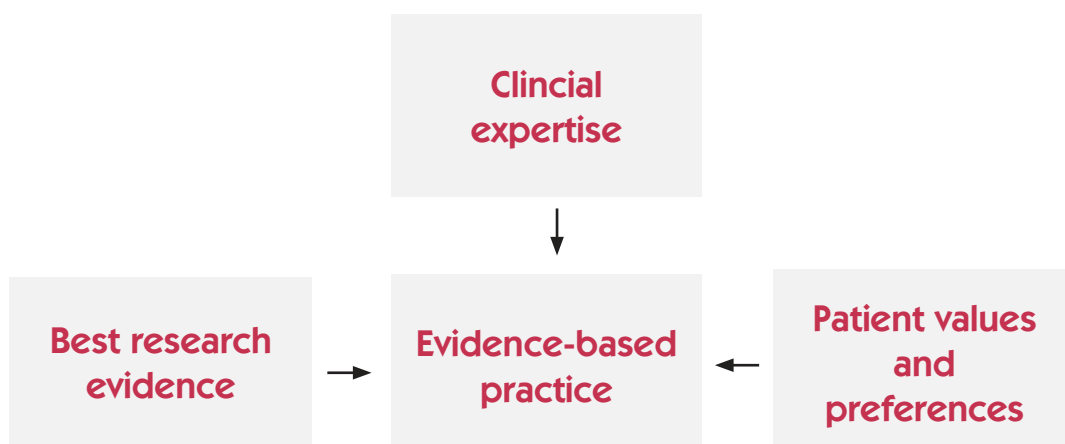 Clincial
expertise
Best research
evidence
Evidence-based
practice
Patient values
and
preferences